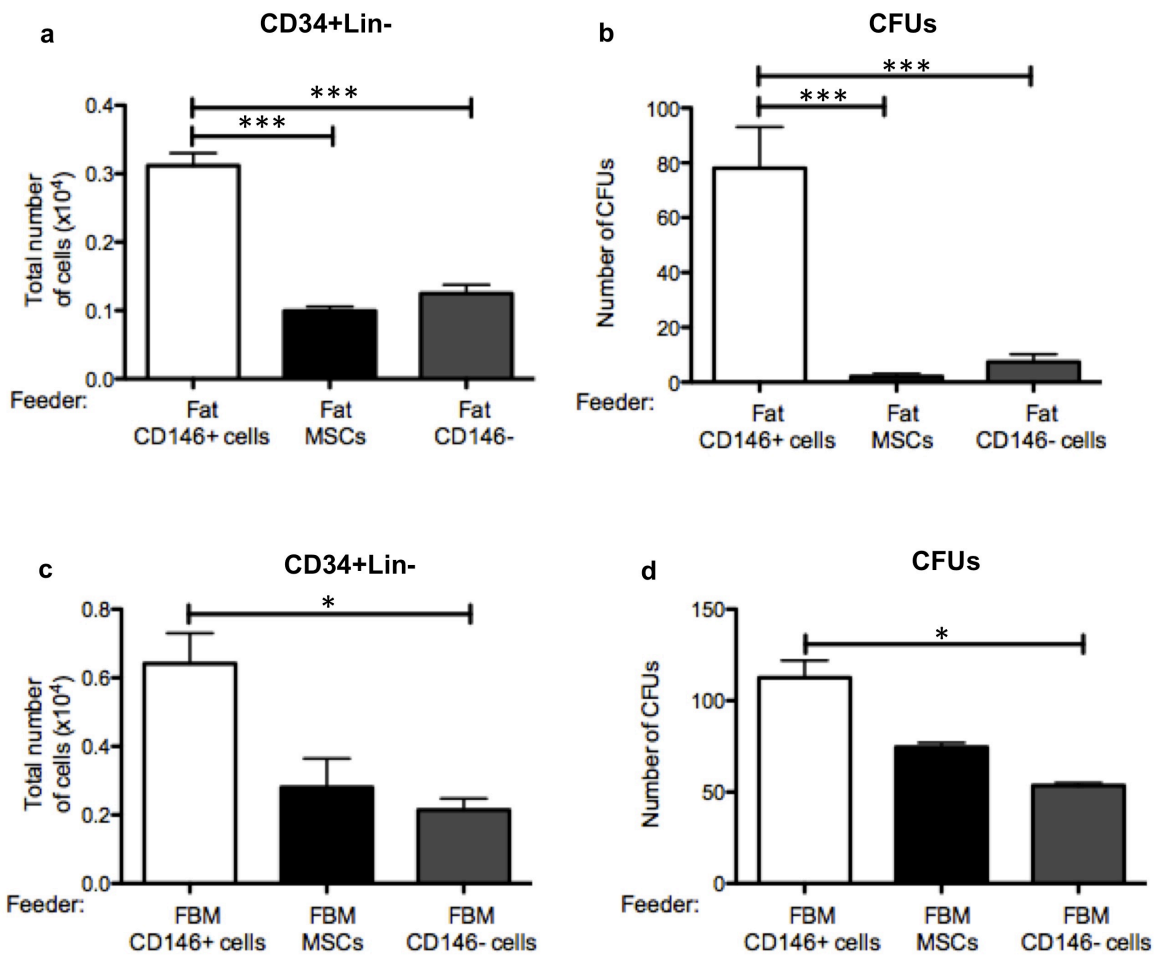 a
CD34+Lin-
***
***
0.4
0.3
0.2
0.1
0.0
Total number
of cells (x10⁴)
Feeder:
Fat
CD146+ cells
Fat
MSCs
Fat
CD146-
b
CFUs
***
***
100
80
60
40
20
0
Number of CFUs
Feeder:
Fat
CD146+ cells
Fat
MSCs
Fat
CD146- cells
c
CD34+Lin-
*
0.8
0.6
0.4
0.2
0.0
Total number
of cells (x10⁴)
Feeder:
FBM
CD146+ cells
FBM
MSCs
FBM
CD146- cells
d
CFUs
*
150
100
50
0
Number of CFUs
Feeder:
FBM
CD146+ cells
FBM
MSCs
FBM
CD146- cells